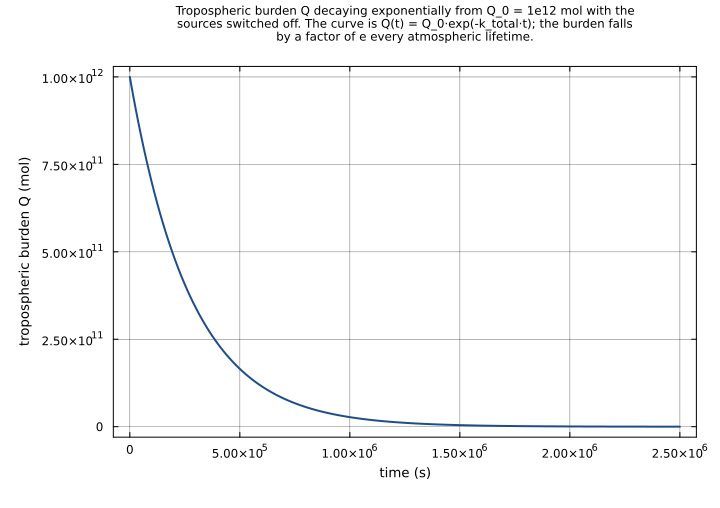 Tropospheric burden Q decaying exponentially from Q_0 = 1e12 mol with the
sources switched off. The curve is Q(t) = Q_0·exp(-k_total·t); the burden falls
by a factor of e every atmospheric lifetime.
1.00×10¹²
7.50×10¹¹
5.00×10¹¹
2.50×10¹¹
0
tropospheric burden Q (mol)
0
5.00×10⁵
1.00×10⁶
1.50×10⁶
2.00×10⁶
2.50×10⁶
time (s)